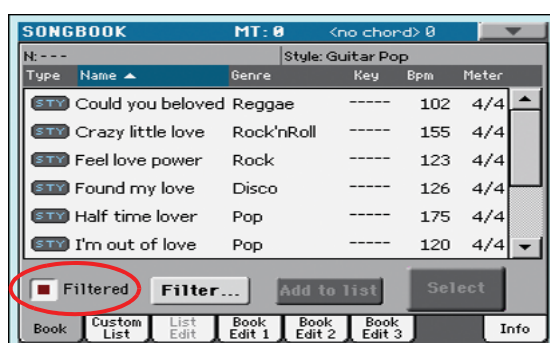 SONGBOOK MT: 0 <no chord> 0
N: --- Style: Guitar Pop
Type Name Genre Key Bpm Meter
STY Could you beloved Reggae ----- 102 4/4
STY Crazy little love Rock'nRoll ----- 155 4/4
STY Feel love power Rock ----- 123 4/4
STY Found my love Disco ----- 126 4/4
STY Half time lover Pop ----- 175 4/4
STY I'm out of love Pop ----- 120 4/4
Filtered Filter... Add to list Select
Book Custom List List Edit Book Edit 1 Book Edit 2 Book Edit 3 Info